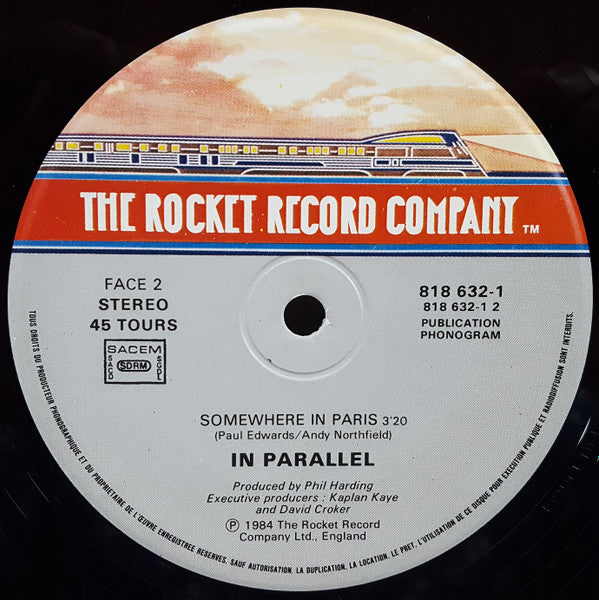 THE ROCKET RECORD COMPANY TM
FACE 2
STEREO
45 TOURS
SACEM
SACD
SDRM
SGDL
818 632-1
818 632-1 2
PUBLICATION
PHONOGRAM
SOMEWHERE IN PARIS 3'20
(Paul Edwards/Andy Northfield)
IN PARALLEL
Produced by Phil Harding
Executive producers : Kaplan Kaye
and David Croker
℗ 1984 The Rocket Record
Company Ltd., England
TOUS DROITS DU PRODUCTEUR PHONOGRAPHIQUE ET DU PROPRIETAIRE DE L'ŒUVRE ENREGISTREE RESERVES. SAUF AUTORISATION. LA DUPLICATION. LA LOCATION. LE PRET. L'UTILISATION DE CE DISQUE POUR EXECUTION PUBLIQUE ET RADIODIFFUSION SONT INTERDITS.